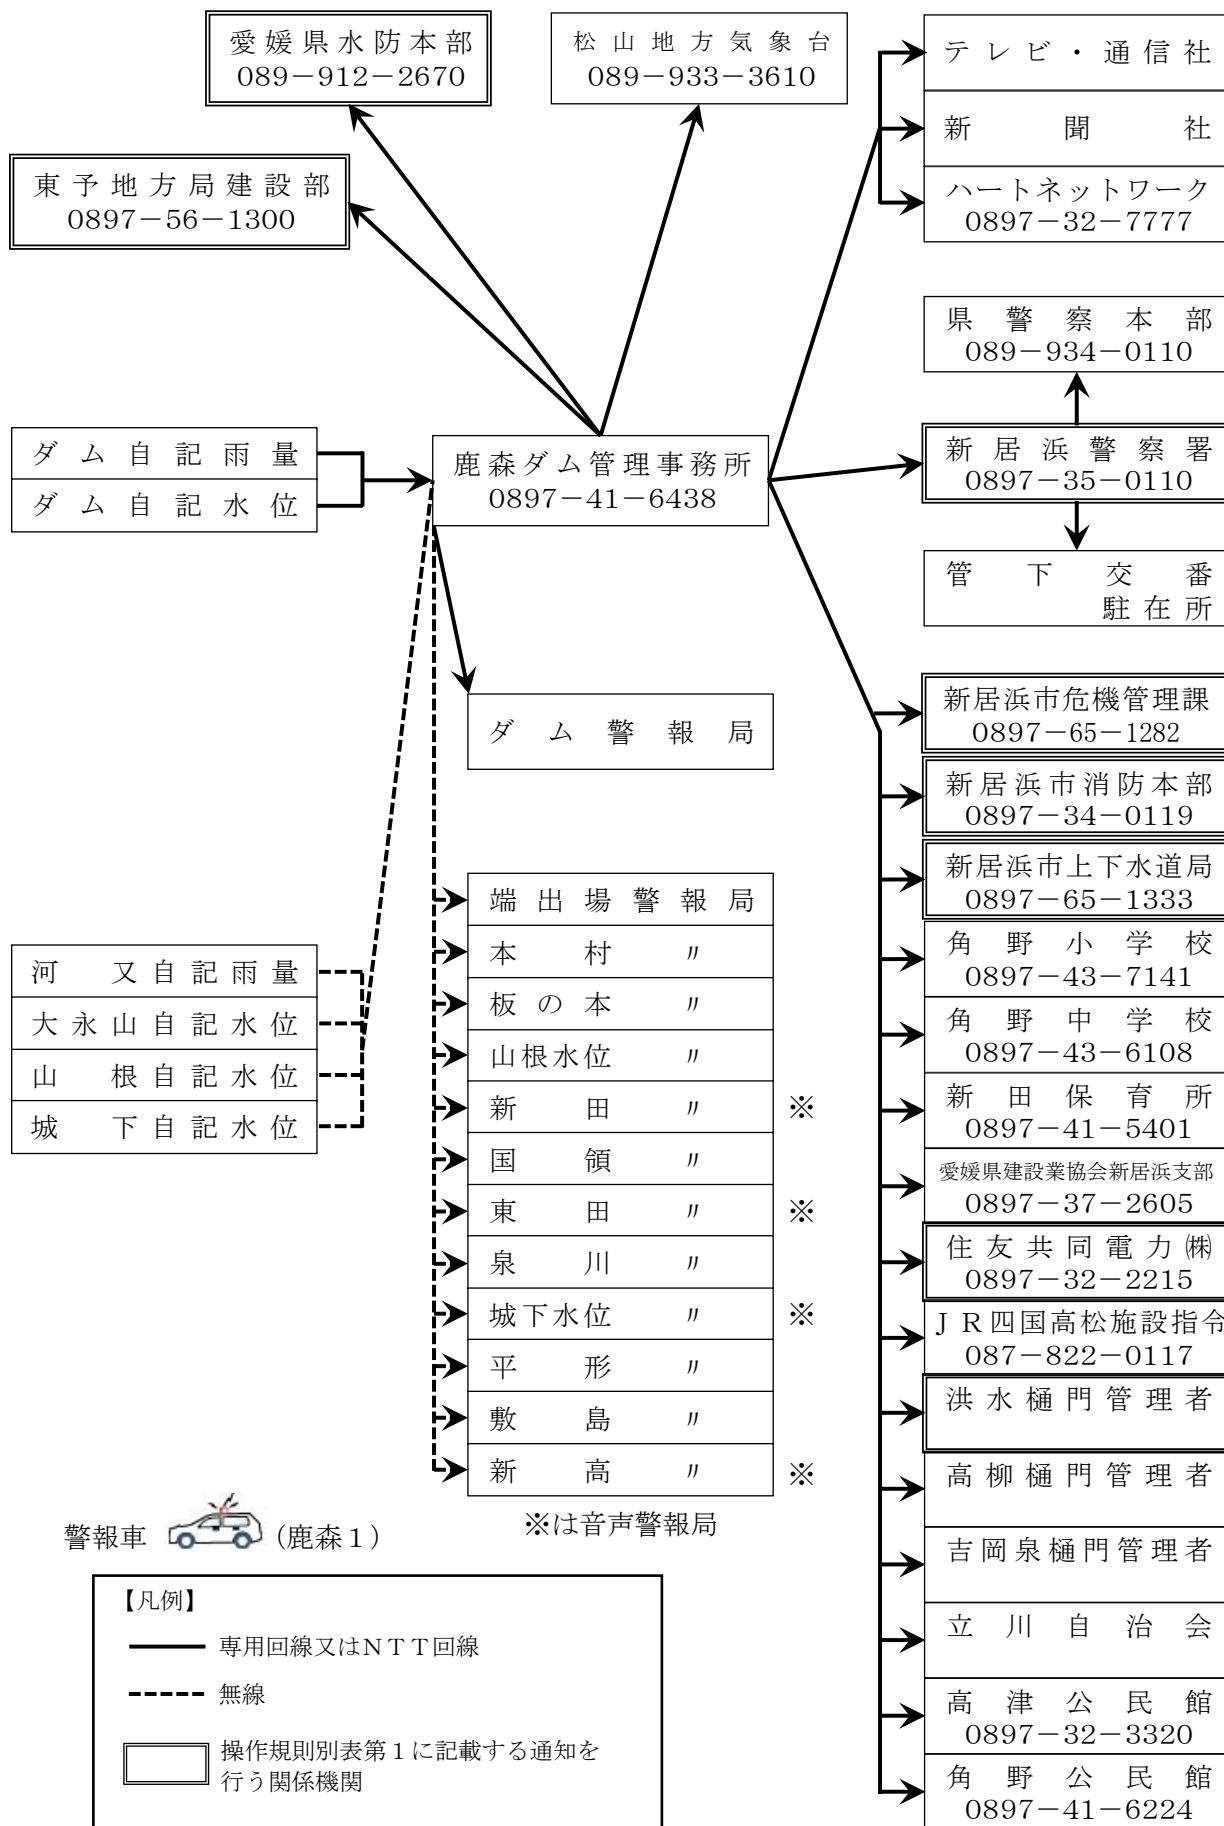 愛媛県水防本部
089－912－2670
松山地方気象台
089－933－3610
東予地方局建設部
0897－56－1300
テレビ・通信社
新聞社
ハートネットワーク
0897－32－7777
県警察本部
089－934－0110
新居浜警察署
0897－35－0110
管下交番
駐在所
ダム自記雨量
ダム自記水位
鹿森ダム管理事務所
0897－41－6438
ダム警報局
端出場警報局
本村〃
板の本〃
山根水位〃
新田〃 ※
国領〃
東田〃 ※
泉川〃
城下水位〃 ※
平形〃
敷島〃
新高〃 ※
※は音声警報局
河又自記雨量
大永山自記水位
山根自記水位
城下自記水位
新居浜市危機管理課
0897－65－1282
新居浜市消防本部
0897－34－0119
新居浜市上下水道局
0897－65－1333
角野小学校
0897－43－7141
角野中学校
0897－43－6108
新田保育所
0897－41－5401
愛媛県建設業協会新居浜支部
0897－37－2605
住友共同電力㈱
0897－32－2215
ＪＲ四国高松施設指令
087－822－0117
洪水樋門管理者
高柳樋門管理者
吉岡泉樋門管理者
立川自治会
高津公民館
0897－32－3320
角野公民館
0897－41－6224
警報車 (鹿森１)
【凡例】
専用回線又はＮＴＴ回線
無線
操作規則別表第１に記載する通知を
行う関係機関